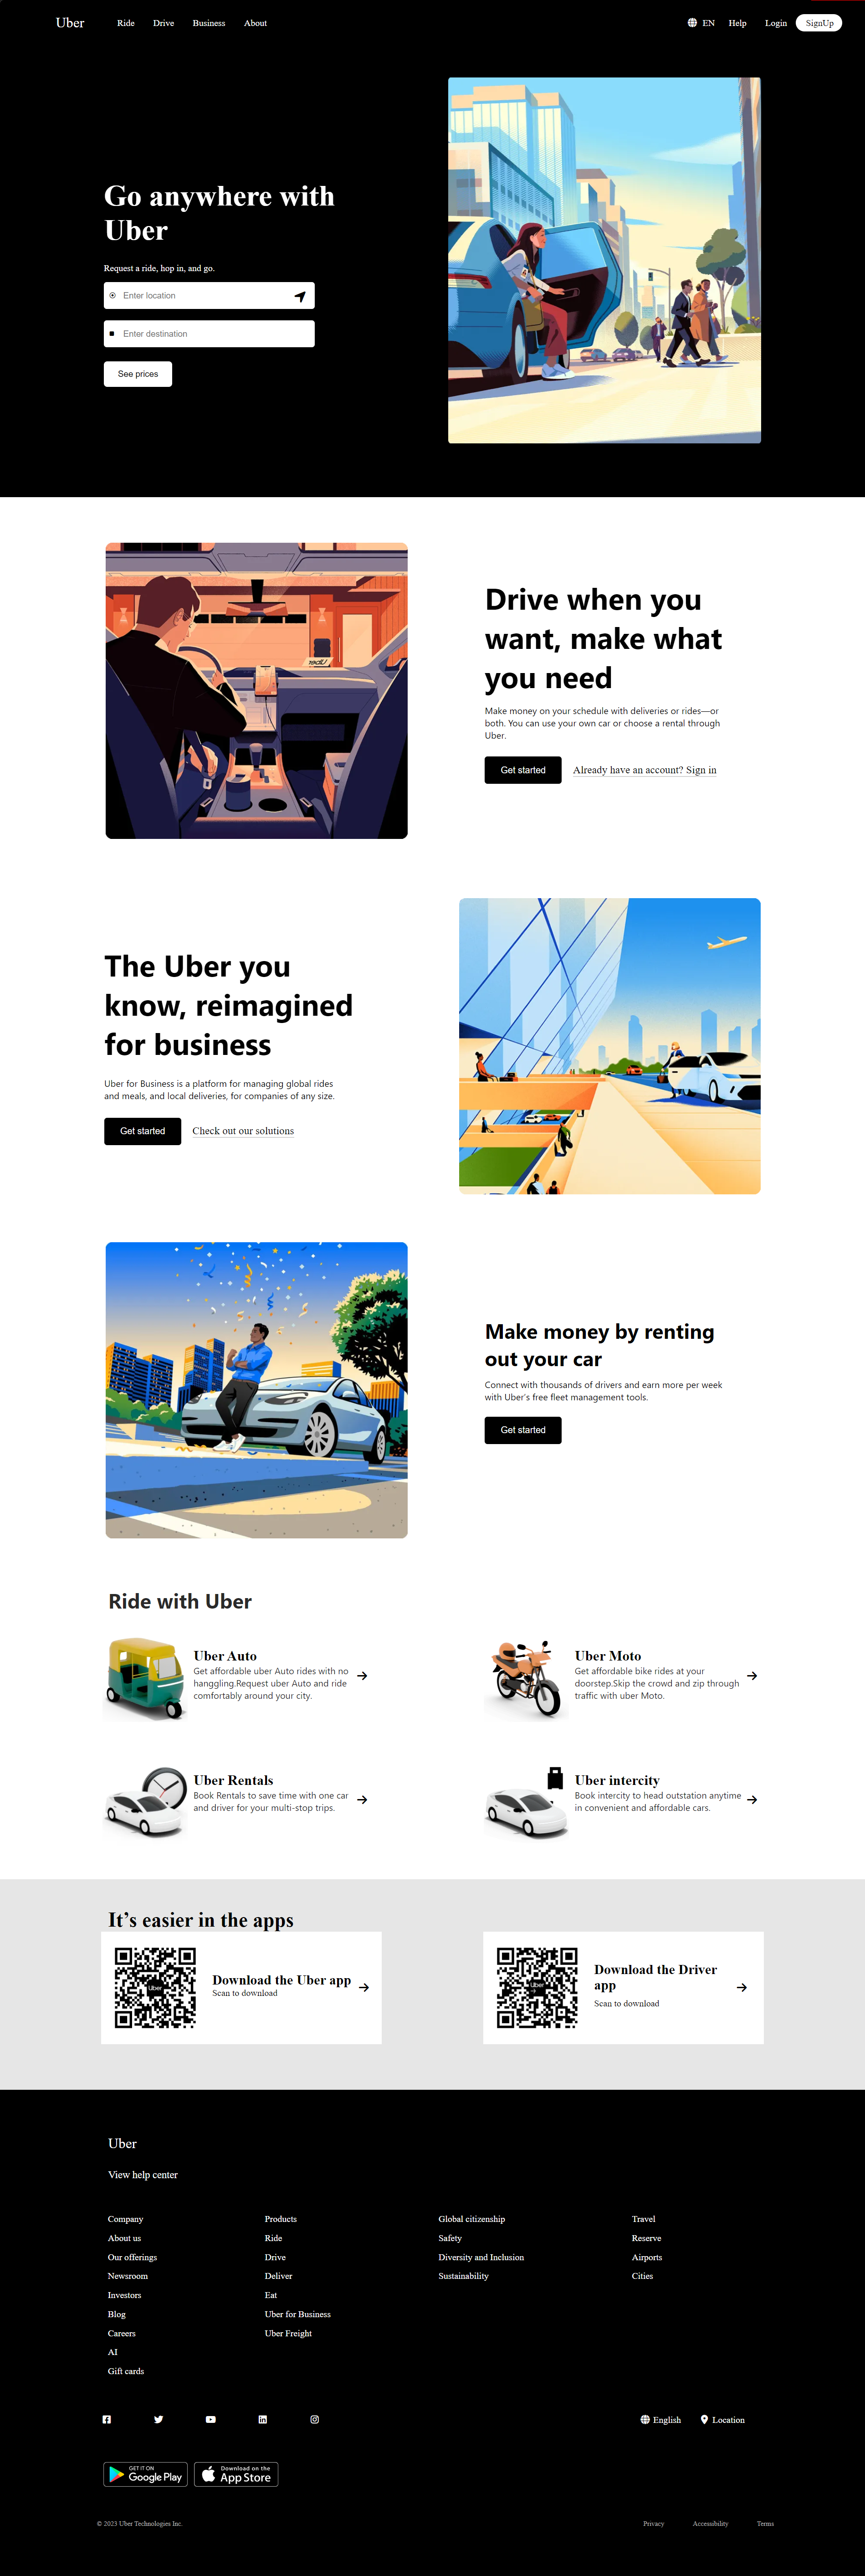 Uber
Ride
Drive
Business
About
EN
Help
Login
SignUp
Go anywhere with
Uber
Request a ride, hop in, and go.
Enter location
Enter destination
See prices
Drive when you
want, make what
you need
Make money on your schedule with deliveries or rides—or
both. You can use your own car or choose a rental through
Uber.
Get started
Already have an account? Sign in
The Uber you
know, reimagined
for business
Uber for Business is a platform for managing global rides
and meals, and local deliveries, for companies of any size.
Get started
Check out our solutions
Make money by renting
out your car
Connect with thousands of drivers and earn more per week
with Uber's free fleet management tools.
Get started
Ride with Uber
Uber Auto
Get affordable uber Auto rides with no
hanggling.Request uber Auto and ride
comfortably around your city.
Uber Moto
Get affordable bike rides at your
doorstep.Skip the crowd and zip through
traffic with uber Moto.
Uber Rentals
Book Rentals to save time with one car
and driver for your multi-stop trips.
Uber intercity
Book intercity to head outstation anytime
in convenient and affordable cars.
It's easier in the apps
Uber
Download the Uber app
Scan to download
Uber
Download the Driver
app
Scan to download
Uber
View help center
Company
About us
Our offerings
Newsroom
Investors
Blog
Careers
AI
Gift cards
Products
Ride
Drive
Deliver
Eat
Uber for Business
Uber Freight
Global citizenship
Safety
Diversity and Inclusion
Sustainability
Travel
Reserve
Airports
Cities
English
Location
GET IT ON
Google Play
Download on the
App Store
© 2023 Uber Technologies Inc.
Privacy
Accessibility
Terms